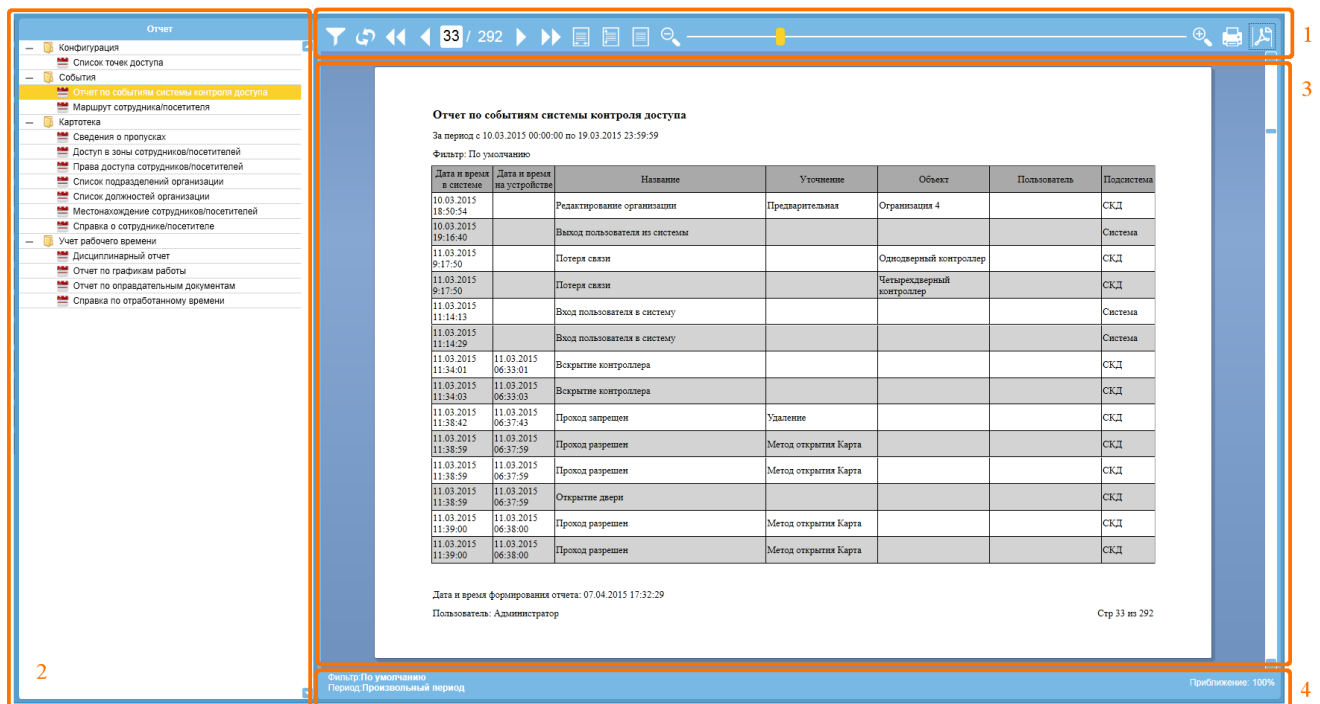 Отчет
Конфигурация
Список точек доступа
События
Отчет по событиям системы контроля доступа
Маршрут сотрудника/посетителя
Картотека
Сведения о пропусках
Доступ в зоны сотрудников/посетителей
Права доступа сотрудников/посетителей
Список подразделений организации
Список должностей организации
Местонахождение сотрудников/посетителей
Справка о сотруднике/посетителе
Учет рабочего времени
Дисциплинарный отчет
Отчет по графикам работы
Отчет по оправдательным документам
Справка по отработанному времени
2
33 / 292
1
3
Отчет по событиям системы контроля доступа
За период с 10.03.2015 00:00:00 по 19.03.2015 23:59:59
Фильтр: По умолчанию
Дата и время в системе Дата и время на устройстве Название Уточнение Объект Пользователь Подсистема
10.03.2015 18:50:54 Редактирование организации Предварительная Огранизация 4 СКД
10.03.2015 19:16:40 Выход пользователя из системы Система
11.03.2015 9:17:50 Потеря связи Однодверный контроллер СКД
11.03.2015 9:17:50 Потеря связи Четырехдверный контроллер СКД
11.03.2015 11:14:13 Вход пользователя в систему Система
11.03.2015 11:14:29 Вход пользователя в систему Система
11.03.2015 11:34:01 11.03.2015 06:33:01 Вскрытие контроллера СКД
11.03.2015 11:34:03 11.03.2015 06:33:03 Вскрытие контроллера СКД
11.03.2015 11:38:42 11.03.2015 06:37:43 Проход запрещен Удаление СКД
11.03.2015 11:38:59 11.03.2015 06:37:59 Проход разрешен Метод открытия Карта СКД
11.03.2015 11:38:59 11.03.2015 06:37:59 Проход разрешен Метод открытия Карта СКД
11.03.2015 11:38:59 11.03.2015 06:37:59 Открытие двери СКД
11.03.2015 11:39:00 11.03.2015 06:38:00 Проход разрешен Метод открытия Карта СКД
11.03.2015 11:39:00 11.03.2015 06:38:00 Проход разрешен Метод открытия Карта СКД
Дата и время формирования отчета: 07.04.2015 17:32:29
Пользователь: Администратор Стр 33 из 292
Фильтр:По умолчанию
Период:Произвольный период
Приближение: 100%
4